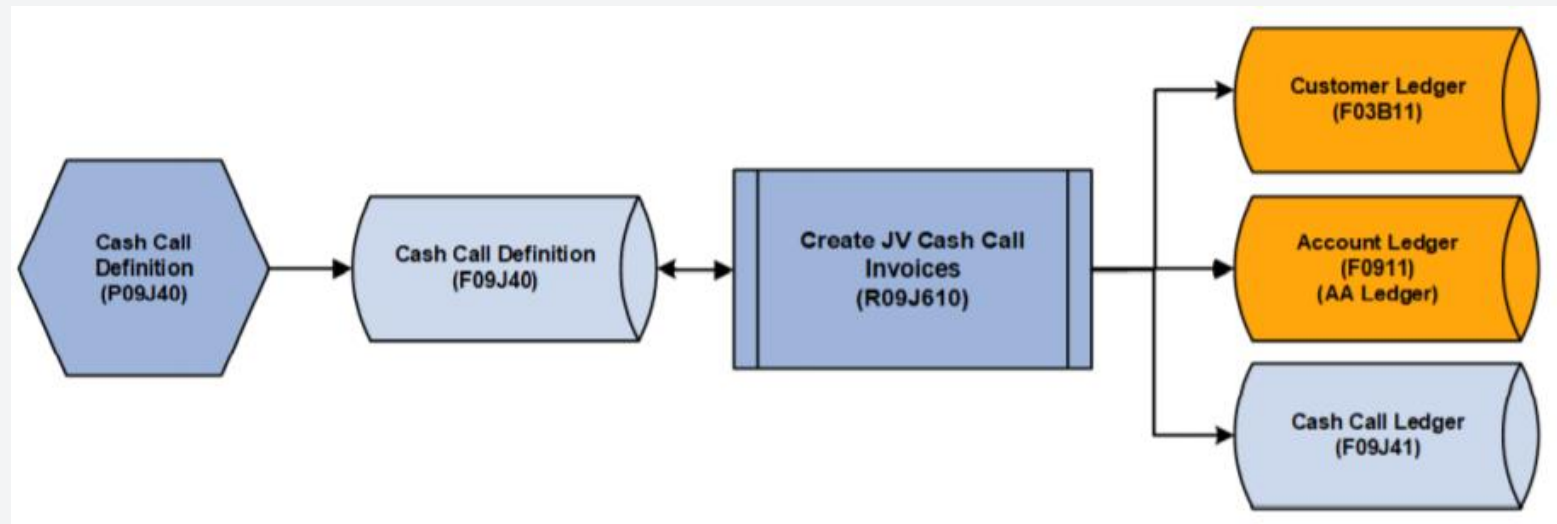 Cash Call
Definition
(P09J40)
Cash Call Definition
(F09J40)
Create JV Cash Call
Invoices
(R09J610)
Customer Ledger
(F03B11)
Account Ledger
(F0911)
(AA Ledger)
Cash Call Ledger
(F09J41)